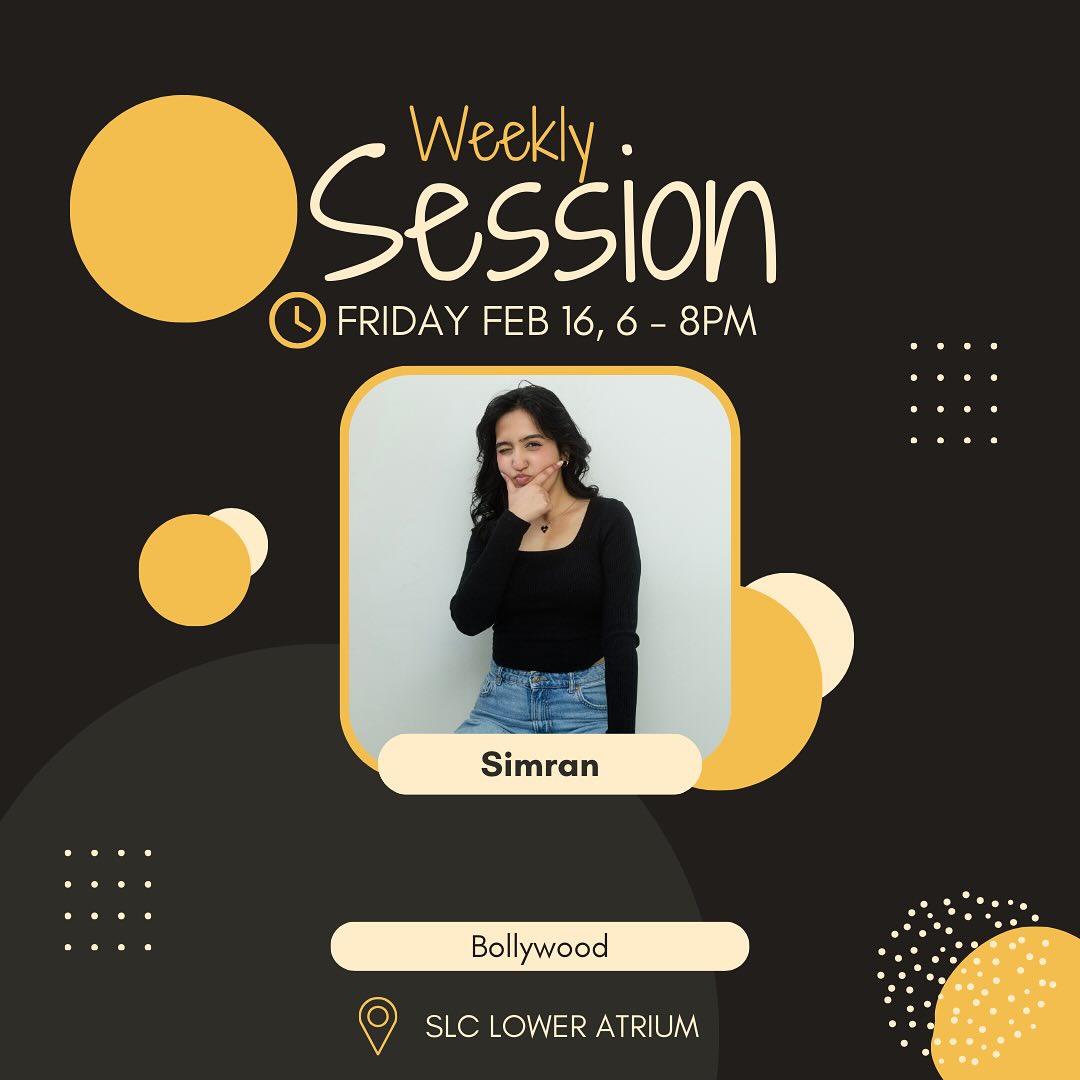 Weekly
Session
FRIDAY FEB 16, 6 - 8PM
Simran
Bollywood
SLC LOWER ATRIUM